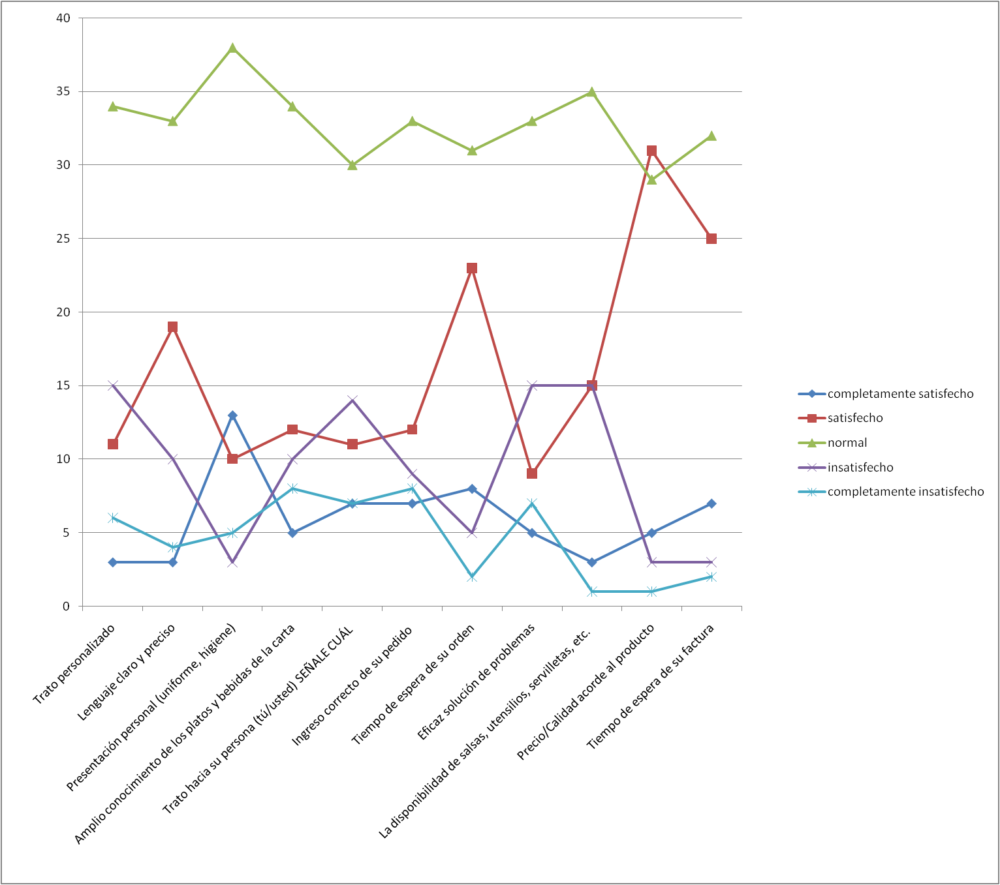 40
35
30
25
20
15
10
5
0
Trato personalizado
Lenguaje claro y preciso
Presentación personal (uniforme, higiene)
Amplio conocimiento de los platos y bebidas de la carta
Trato hacia su persona (tú/usted) SEÑALE CUÁL
Ingreso correcto de su pedido
Tiempo de espera de su orden
Eficaz solución de problemas
La disponibilidad de salsas, utensilios, servilletas, etc.
Precio/Calidad acorde al producto
Tiempo de espera de su factura
completamente satisfecho
satisfecho
normal
insatisfecho
completamente insatisfecho